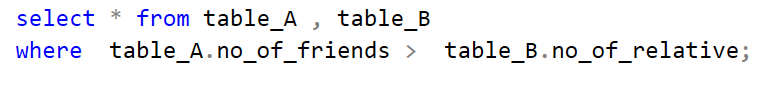 select * from table_A , table_B
where  table_A.no_of_friends >  table_B.no_of_relative;